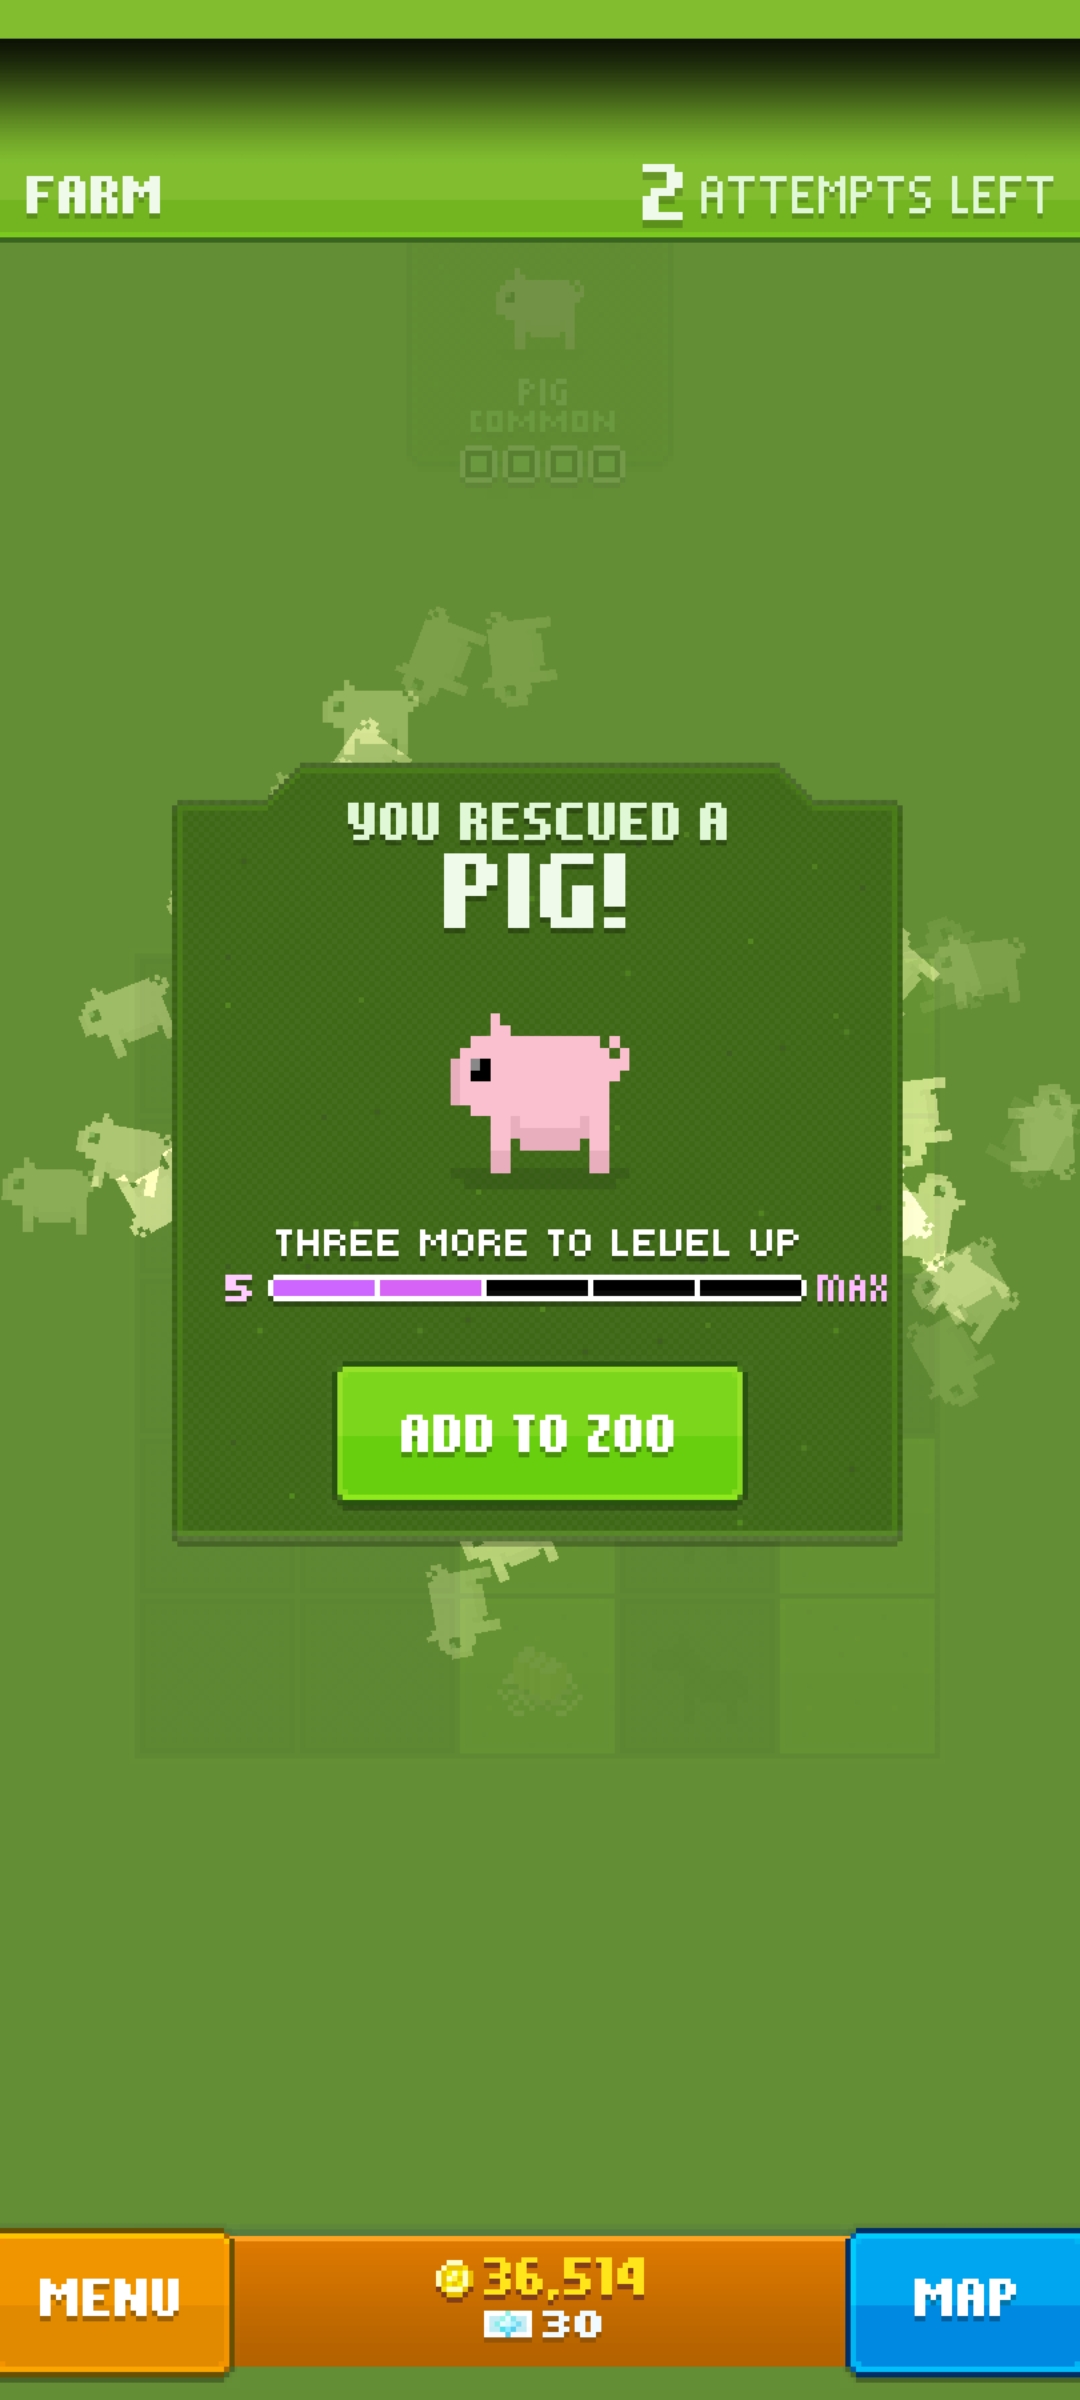 FARM
2 ATTEMPTS LEFT
PIG
COMMON
YOU RESCUED A
PIG!
THREE MORE TO LEVEL UP
5 MAX
ADD TO ZOO
MENU
36,514
30
MAP